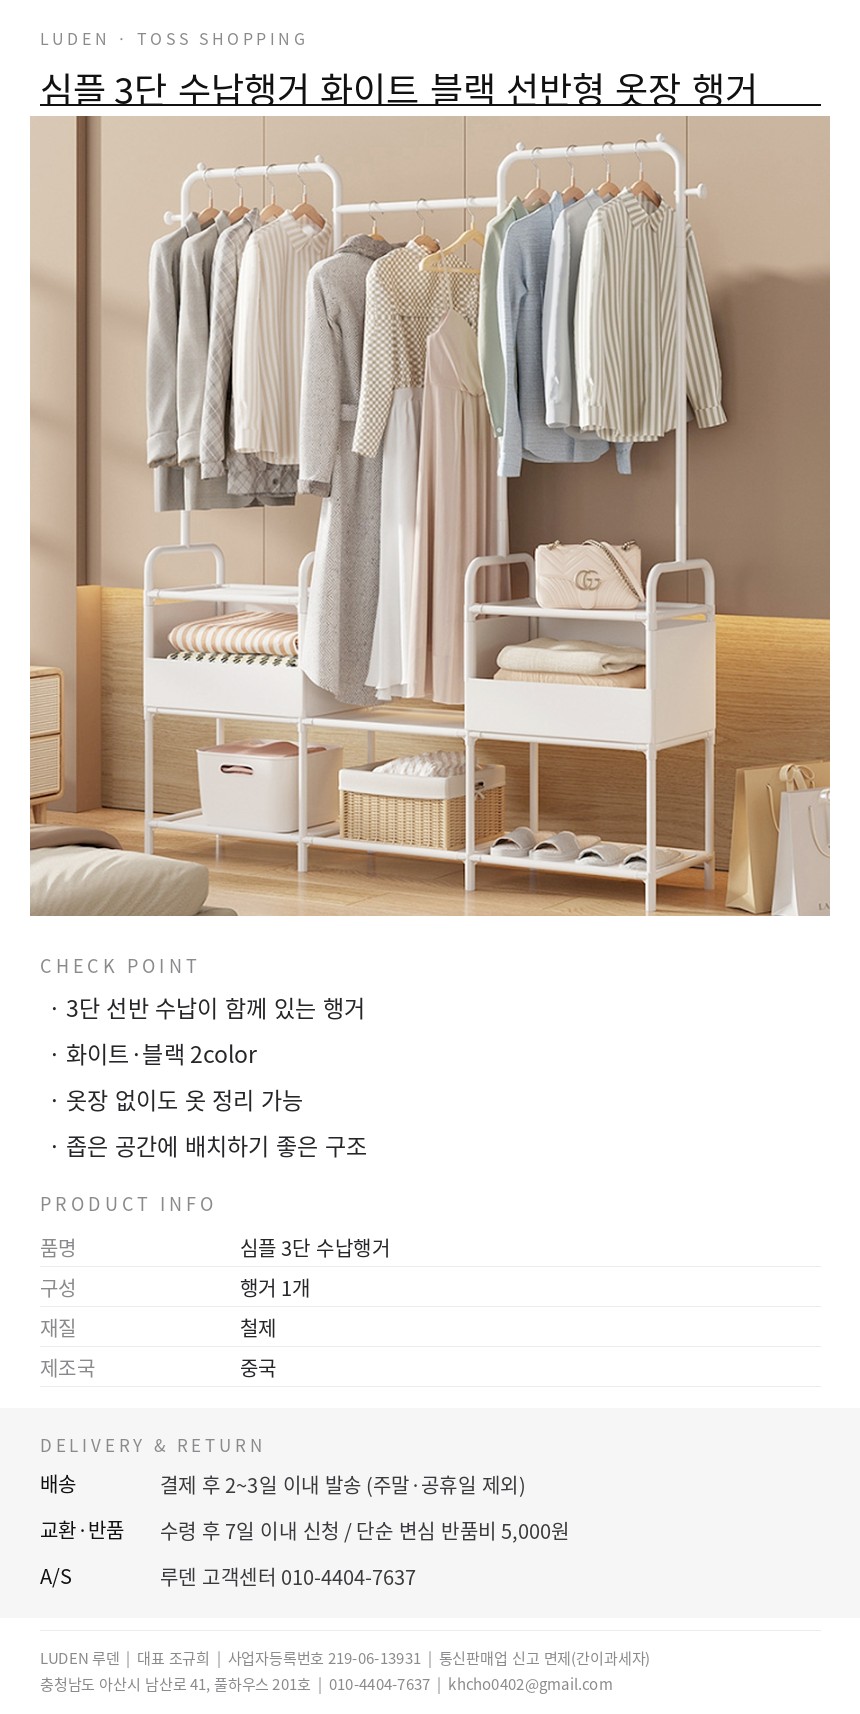 LUDEN · TOSS SHOPPING
심플 3단 수납행거 화이트 블랙 선반형 옷장 행거
CHECK POINT
· 3단 선반 수납이 함께 있는 행거
· 화이트·블랙 2color
· 옷장 없이도 옷 정리 가능
· 좁은 공간에 배치하기 좋은 구조
PRODUCT INFO
품명 심플 3단 수납행거
구성 행거 1개
재질 철제
제조국 중국
DELIVERY & RETURN
배송 결제 후 2~3일 이내 발송 (주말·공휴일 제외)
교환·반품 수령 후 7일 이내 신청 / 단순 변심 반품비 5,000원
A/S 루덴 고객센터 010-4404-7637
LUDEN 루덴 | 대표 조규희 | 사업자등록번호 219-06-13931 | 통신판매업 신고 면제(간이과세자)
충청남도 아산시 남산로 41, 풀하우스 201호 | 010-4404-7637 | khcho0402@gmail.com